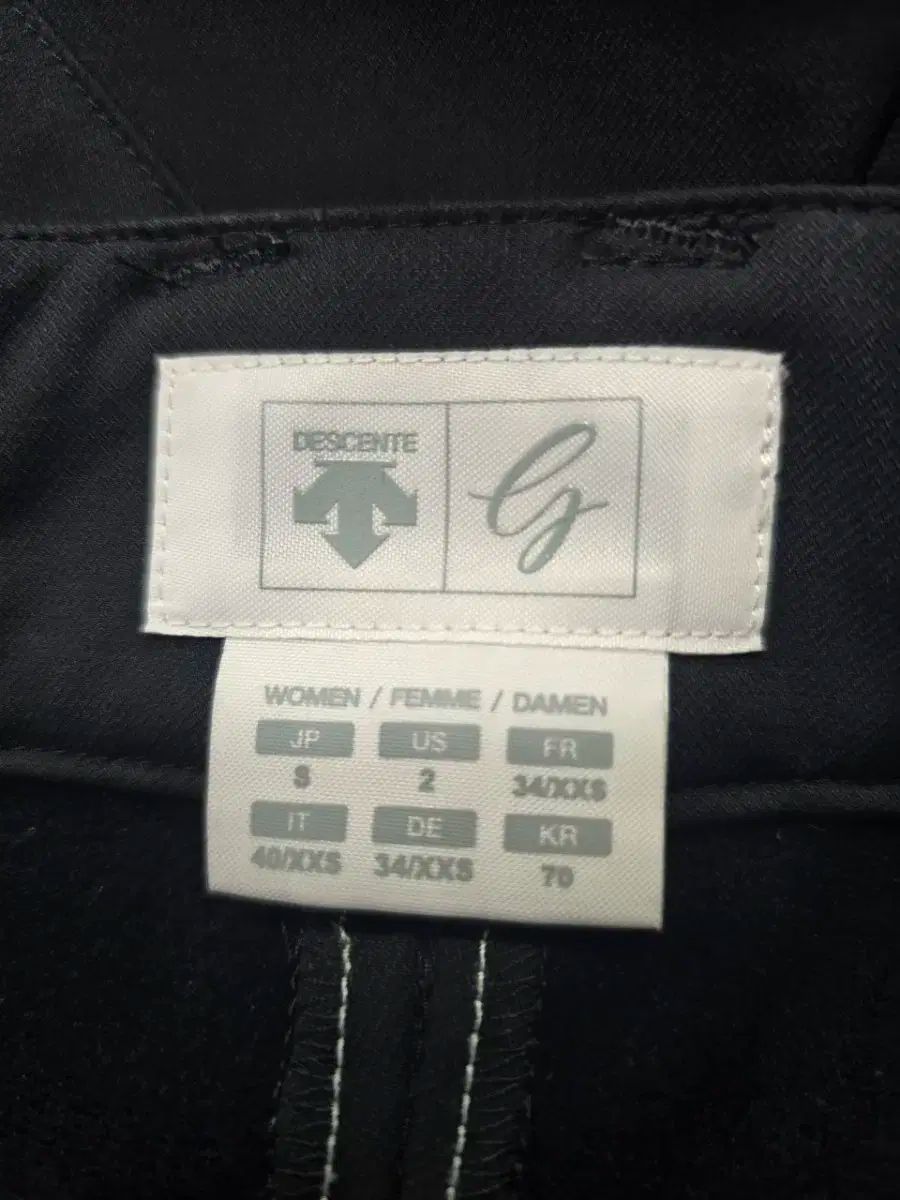 DESCENTE
WOMEN / FEMME / DAMEN
JP US FR
S 2 34/XXS
IT DE KR
40/XXS 34/XXS 70